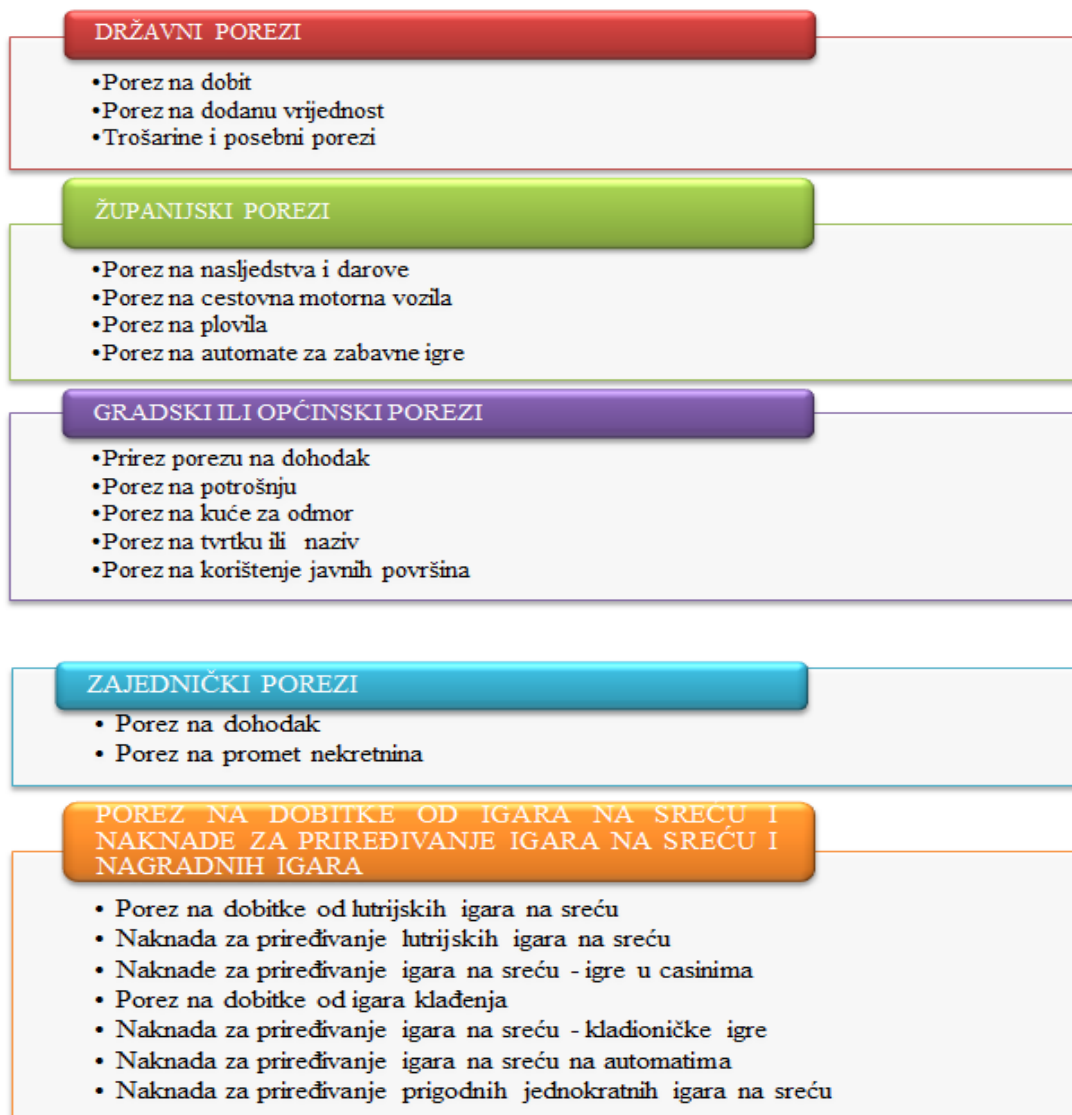 DRŽAVNI POREZI
•Porez na dobit
•Porez na dodanu vrijednost
•Trošarine i posebni porezi
ŽUPANIJSKI POREZI
•Porez na nasljedstva i darove
•Porez na cestovna motorna vozila
•Porez na plovila
•Porez na automate za zabavne igre
GRADSKI ILI OPĆINSKI POREZI
•Prirez porezu na dohodak
•Porez na potrošnju
•Porez na kuće za odmor
•Porez na tvrtku ili naziv
•Porez na korištenje javnih površina
ZAJEDNIČKI POREZI
• Porez na dohodak
• Porez na promet nekretnina
POREZ NA DOBITKE OD IGARA NA SREĆU I
NAKNADE ZA PRIREĐIVANJE IGARA NA SREĆU I
NAGRADNIH IGARA
• Porez na dobitke od lutrijskih igara na sreću
• Naknada za priređivanje lutrijskih igara na sreću
• Naknade za priređivanje igara na sreću - igre u casinima
• Porez na dobitke od igara klađenja
• Naknada za priređivanje igara na sreću - kladioničke igre
• Naknada za priređivanje igara na sreću na automatima
• Naknada za priređivanje prigodnih jednokratnih igara na sreću